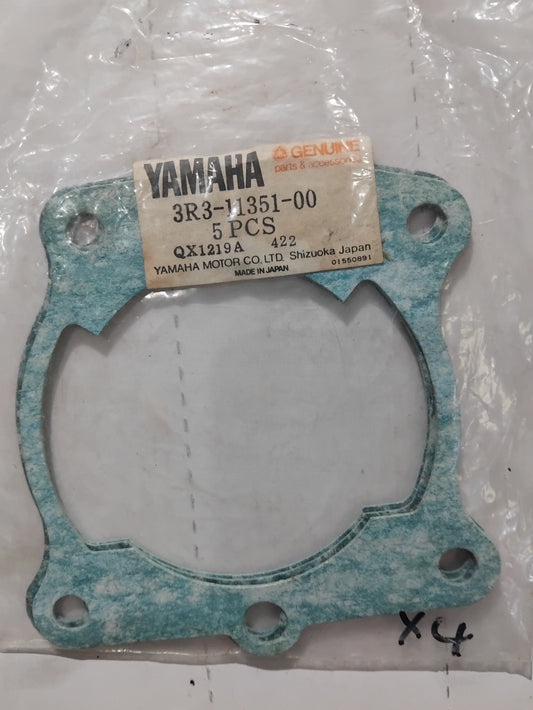 YAMAHA GENUINE
parts & accessories
3R3-11351-00
5 PCS
QX1219A 422
YAMAHA MOTOR CO. LTD. Shizuoka Japan
MADE IN JAPAN 01550891
X4